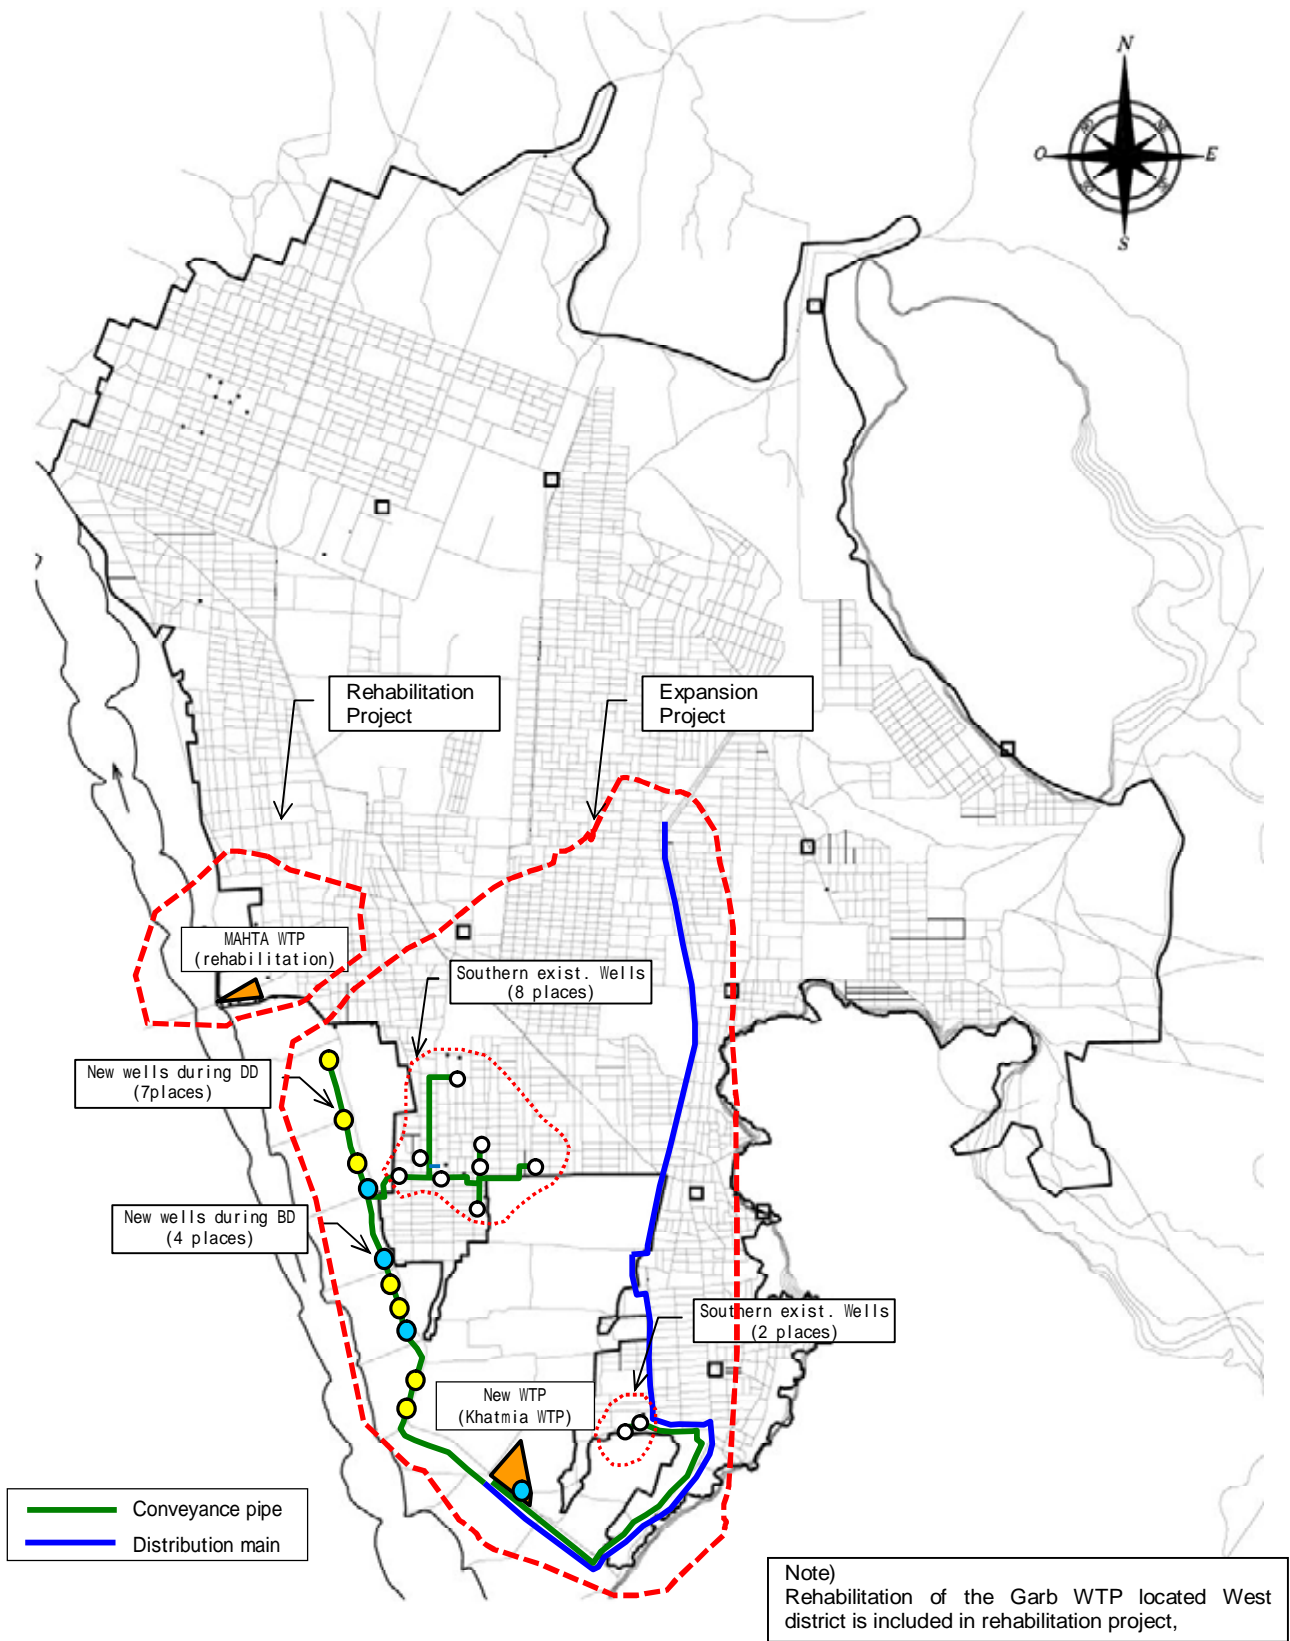 N
O
E
S
Rehabilitation
Project
Expansion
Project
MAHTA WTP
(rehabilitation)
Southern exist. Wells
(8 places)
New wells during DD
(7places)
New wells during BD
(4 places)
Southern exist. Wells
(2 places)
New WTP
(Khatmia WTP)
Conveyance pipe
Distribution main
Note)
Rehabilitation of the Garb WTP located West
district is included in rehabilitation project,